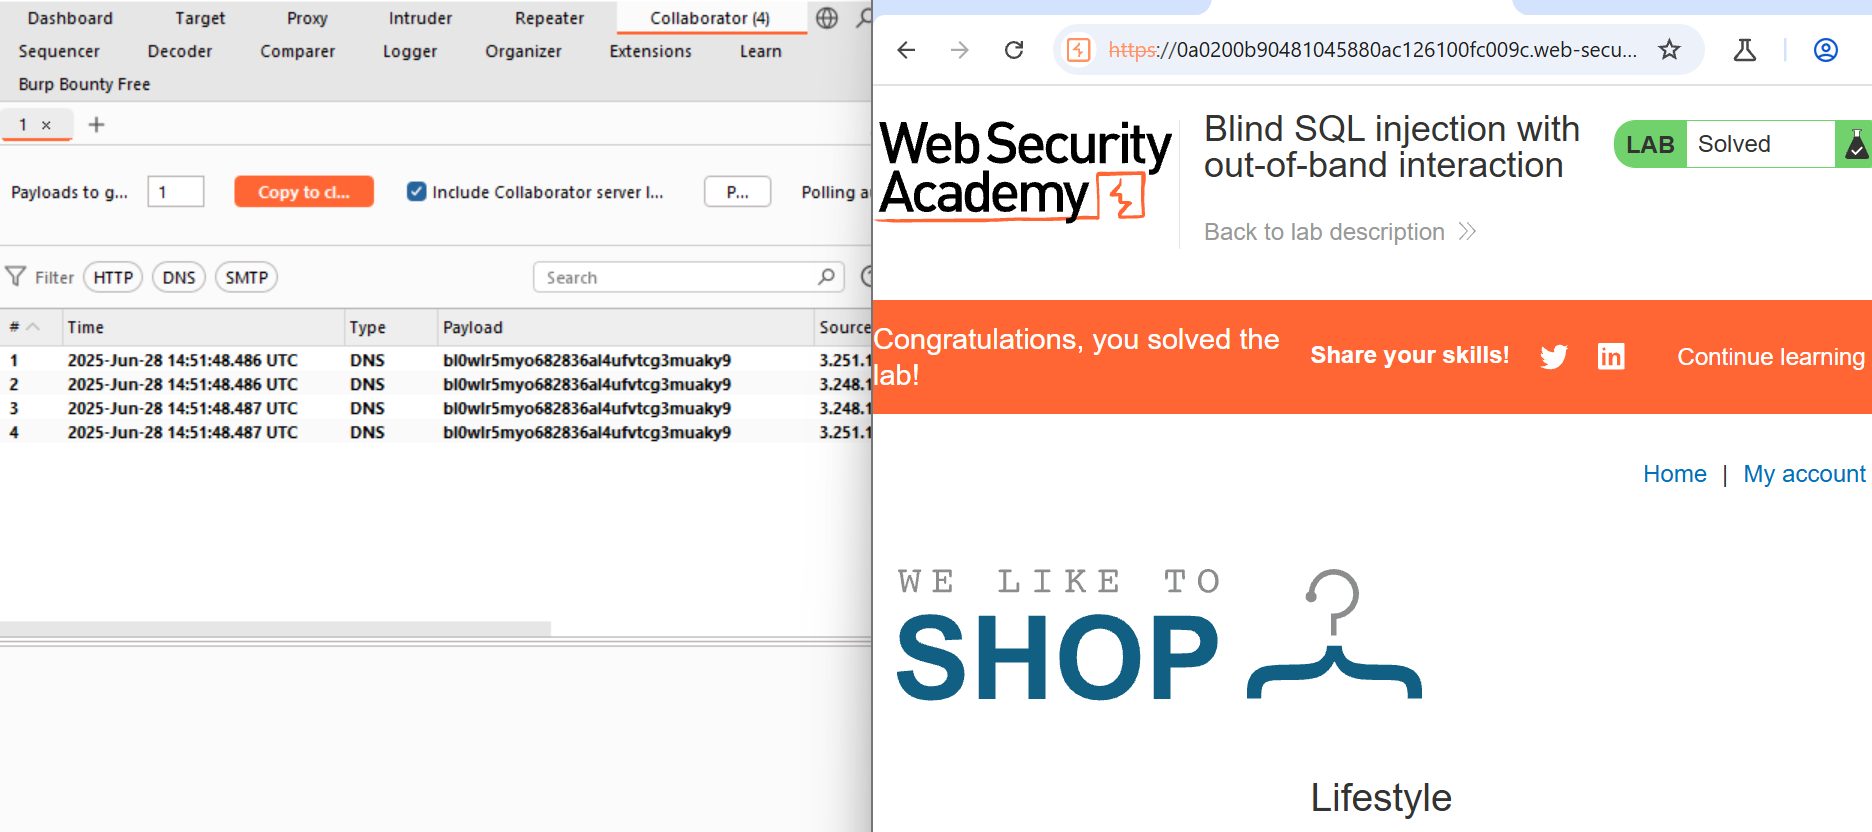 Dashboard Target Proxy Intruder Repeater Collaborator (4)
Sequencer Decoder Comparer Logger Organizer Extensions Learn
Burp Bounty Free
1 × +
Payloads to g... 1 Copy to cl... Include Collaborator server l... P... Polling au
Filter HTTP DNS SMTP Search
# Time Type Payload Source
1 2025-Jun-28 14:51:48.486 UTC DNS bl0wlr5myo682836al4ufvtcg3muaky9 3.251.1
2 2025-Jun-28 14:51:48.486 UTC DNS bl0wlr5myo682836al4ufvtcg3muaky9 3.248.1
3 2025-Jun-28 14:51:48.487 UTC DNS bl0wlr5myo682836al4ufvtcg3muaky9 3.248.1
4 2025-Jun-28 14:51:48.487 UTC DNS bl0wlr5myo682836al4ufvtcg3muaky9 3.251.1
https://0a0200b90481045880ac126100fc009c.web-secu...
Web Security
Academy
Blind SQL injection with
out-of-band interaction
LAB Solved
Back to lab description
Congratulations, you solved the
lab!
Share your skills!
Continue learning
Home | My account
WE LIKE TO
SHOP
Lifestyle